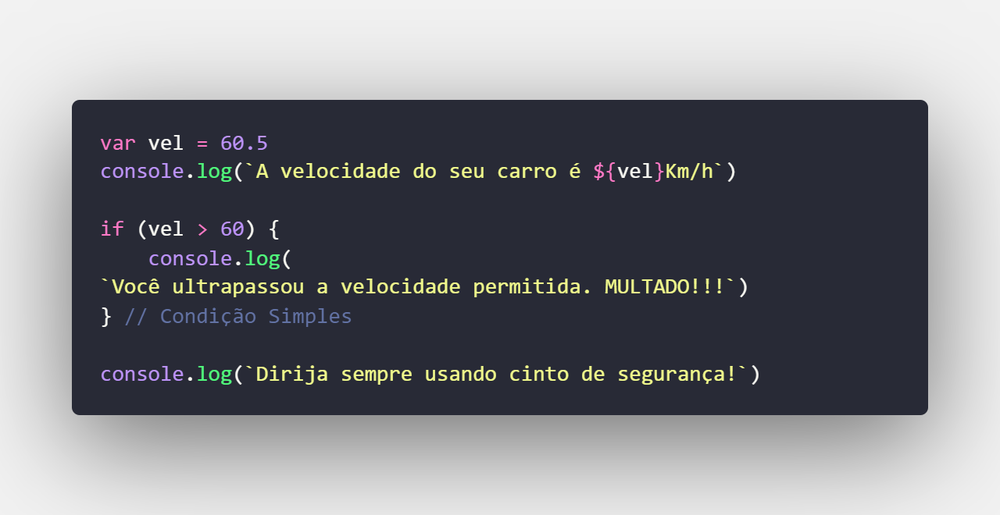 var vel = 60.5
console.log(`A velocidade do seu carro é ${vel}Km/h`)
if (vel > 60) {
    console.log(
`Você ultrapassou a velocidade permitida. MULTADO!!!`)
} // Condição Simples
console.log(`Dirija sempre usando cinto de segurança!`)